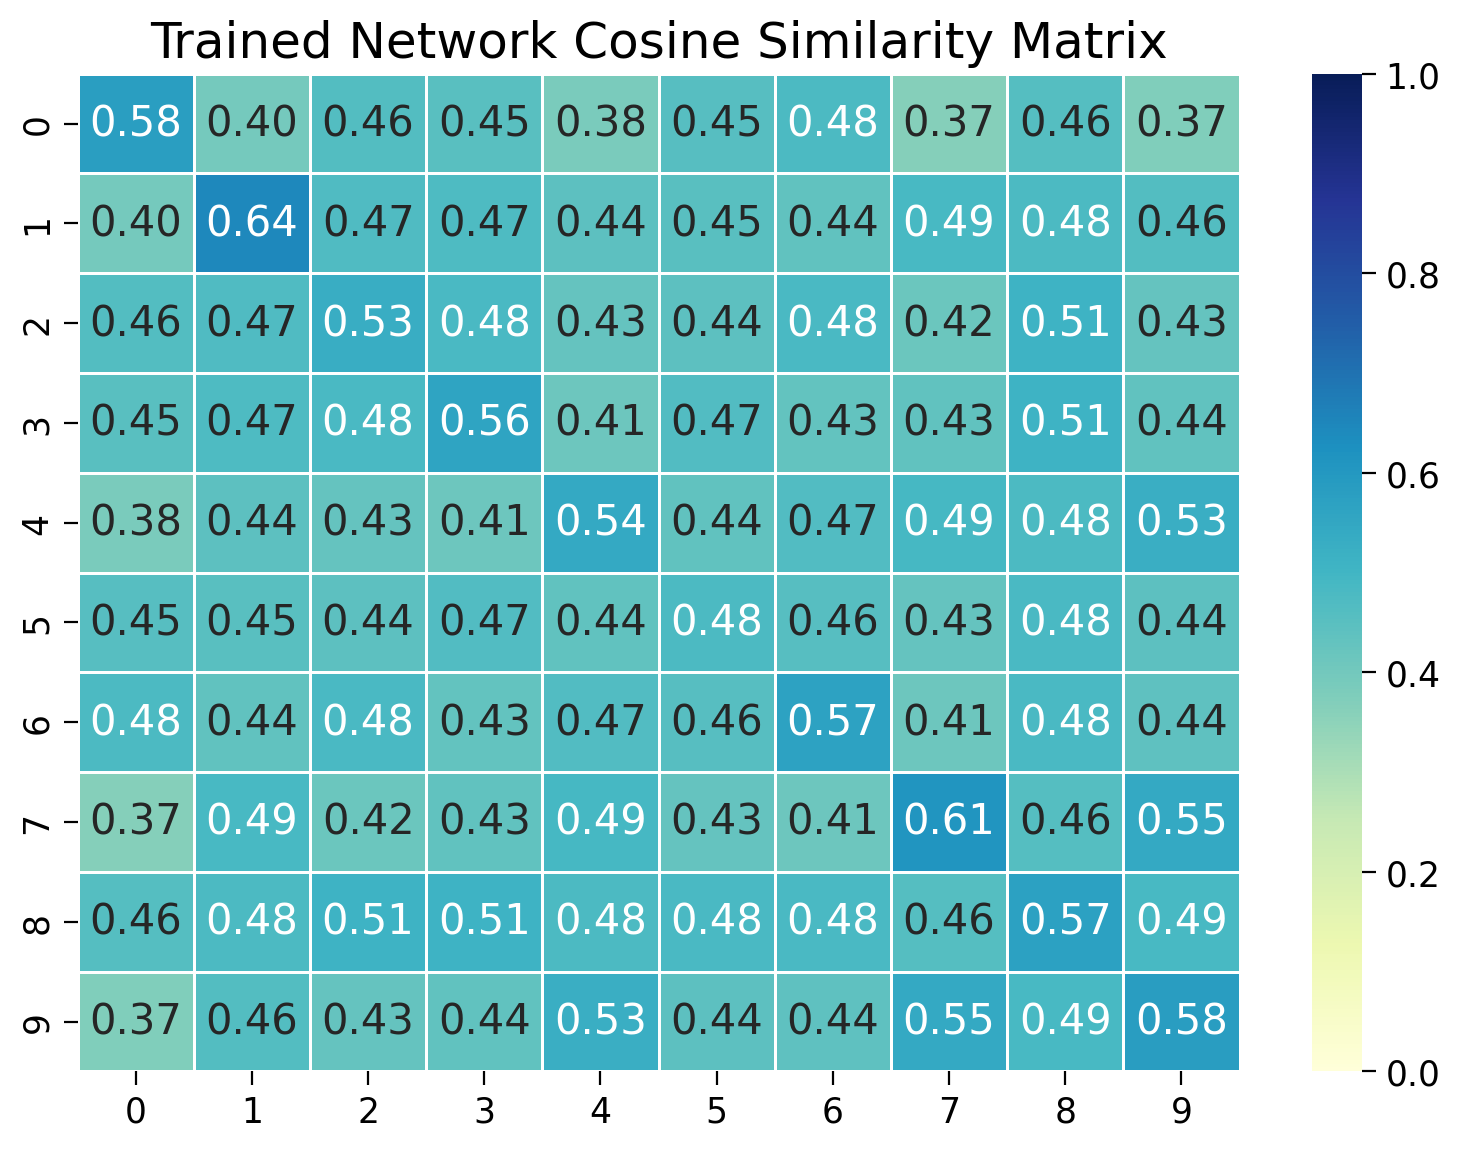 Trained Network Cosine Similarity Matrix
0 0.58 0.40 0.46 0.45 0.38 0.45 0.48 0.37 0.46 0.37
1 0.40 0.64 0.47 0.47 0.44 0.45 0.44 0.49 0.48 0.46
2 0.46 0.47 0.53 0.48 0.43 0.44 0.48 0.42 0.51 0.43
3 0.45 0.47 0.48 0.56 0.41 0.47 0.43 0.43 0.51 0.44
4 0.38 0.44 0.43 0.41 0.54 0.44 0.47 0.49 0.48 0.53
5 0.45 0.45 0.44 0.47 0.44 0.48 0.46 0.43 0.48 0.44
6 0.48 0.44 0.48 0.43 0.47 0.46 0.57 0.41 0.48 0.44
7 0.37 0.49 0.42 0.43 0.49 0.43 0.41 0.61 0.46 0.55
8 0.46 0.48 0.51 0.51 0.48 0.48 0.48 0.46 0.57 0.49
9 0.37 0.46 0.43 0.44 0.53 0.44 0.44 0.55 0.49 0.58
0 1 2 3 4 5 6 7 8 9
1.0
0.8
0.6
0.4
0.2
0.0